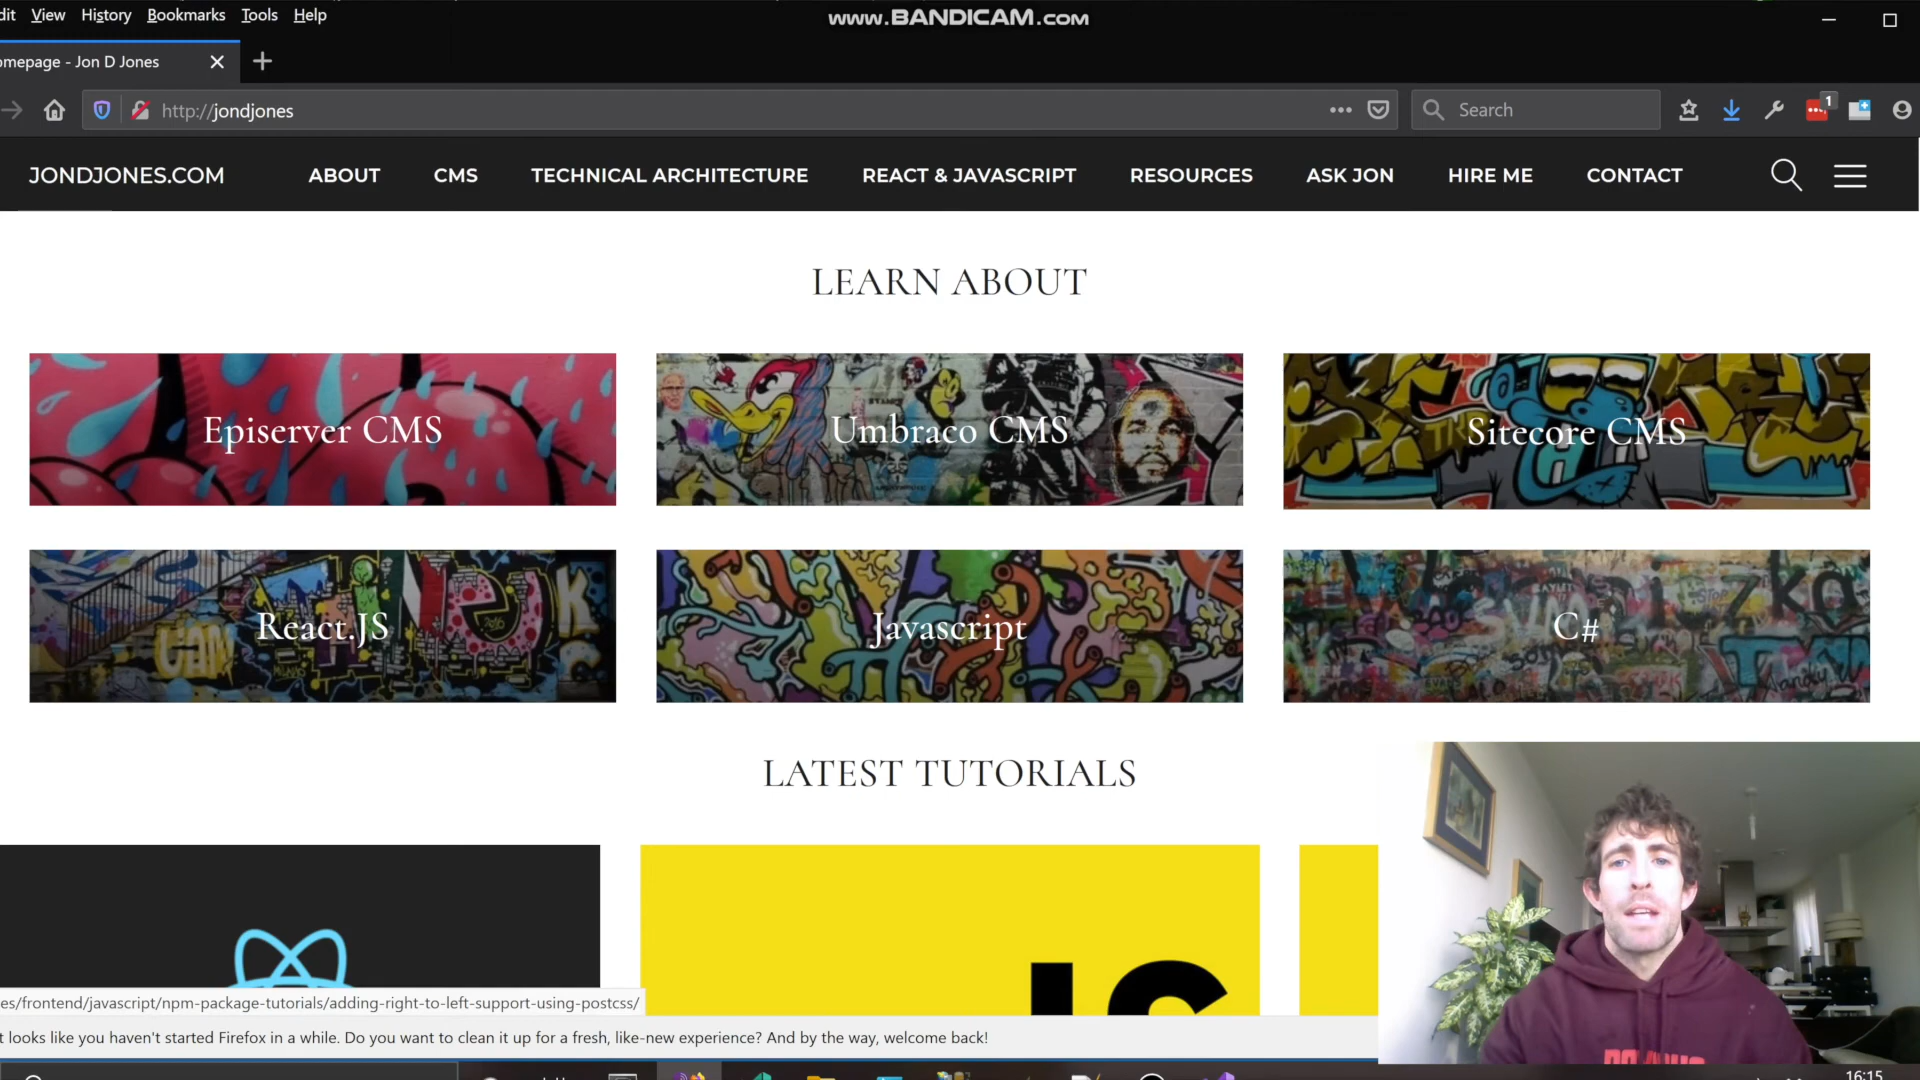 dit View History Bookmarks Tools Help
www.BANDICAM.com
omepage - Jon D Jones
http://jondjones
Search
1
JONDJONES.COM
ABOUT
CMS
TECHNICAL ARCHITECTURE
REACT & JAVASCRIPT
RESOURCES
ASK JON
HIRE ME
CONTACT
LEARN ABOUT
Episerver CMS
Umbraco CMS
Sitecore CMS
React.JS
Javascript
C#
LATEST TUTORIALS
JS
es/frontend/javascript/npm-package-tutorials/adding-right-to-left-support-using-postcss/
t looks like you haven't started Firefox in a while. Do you want to clean it up for a fresh, like-new experience? And by the way, welcome back!
16:15